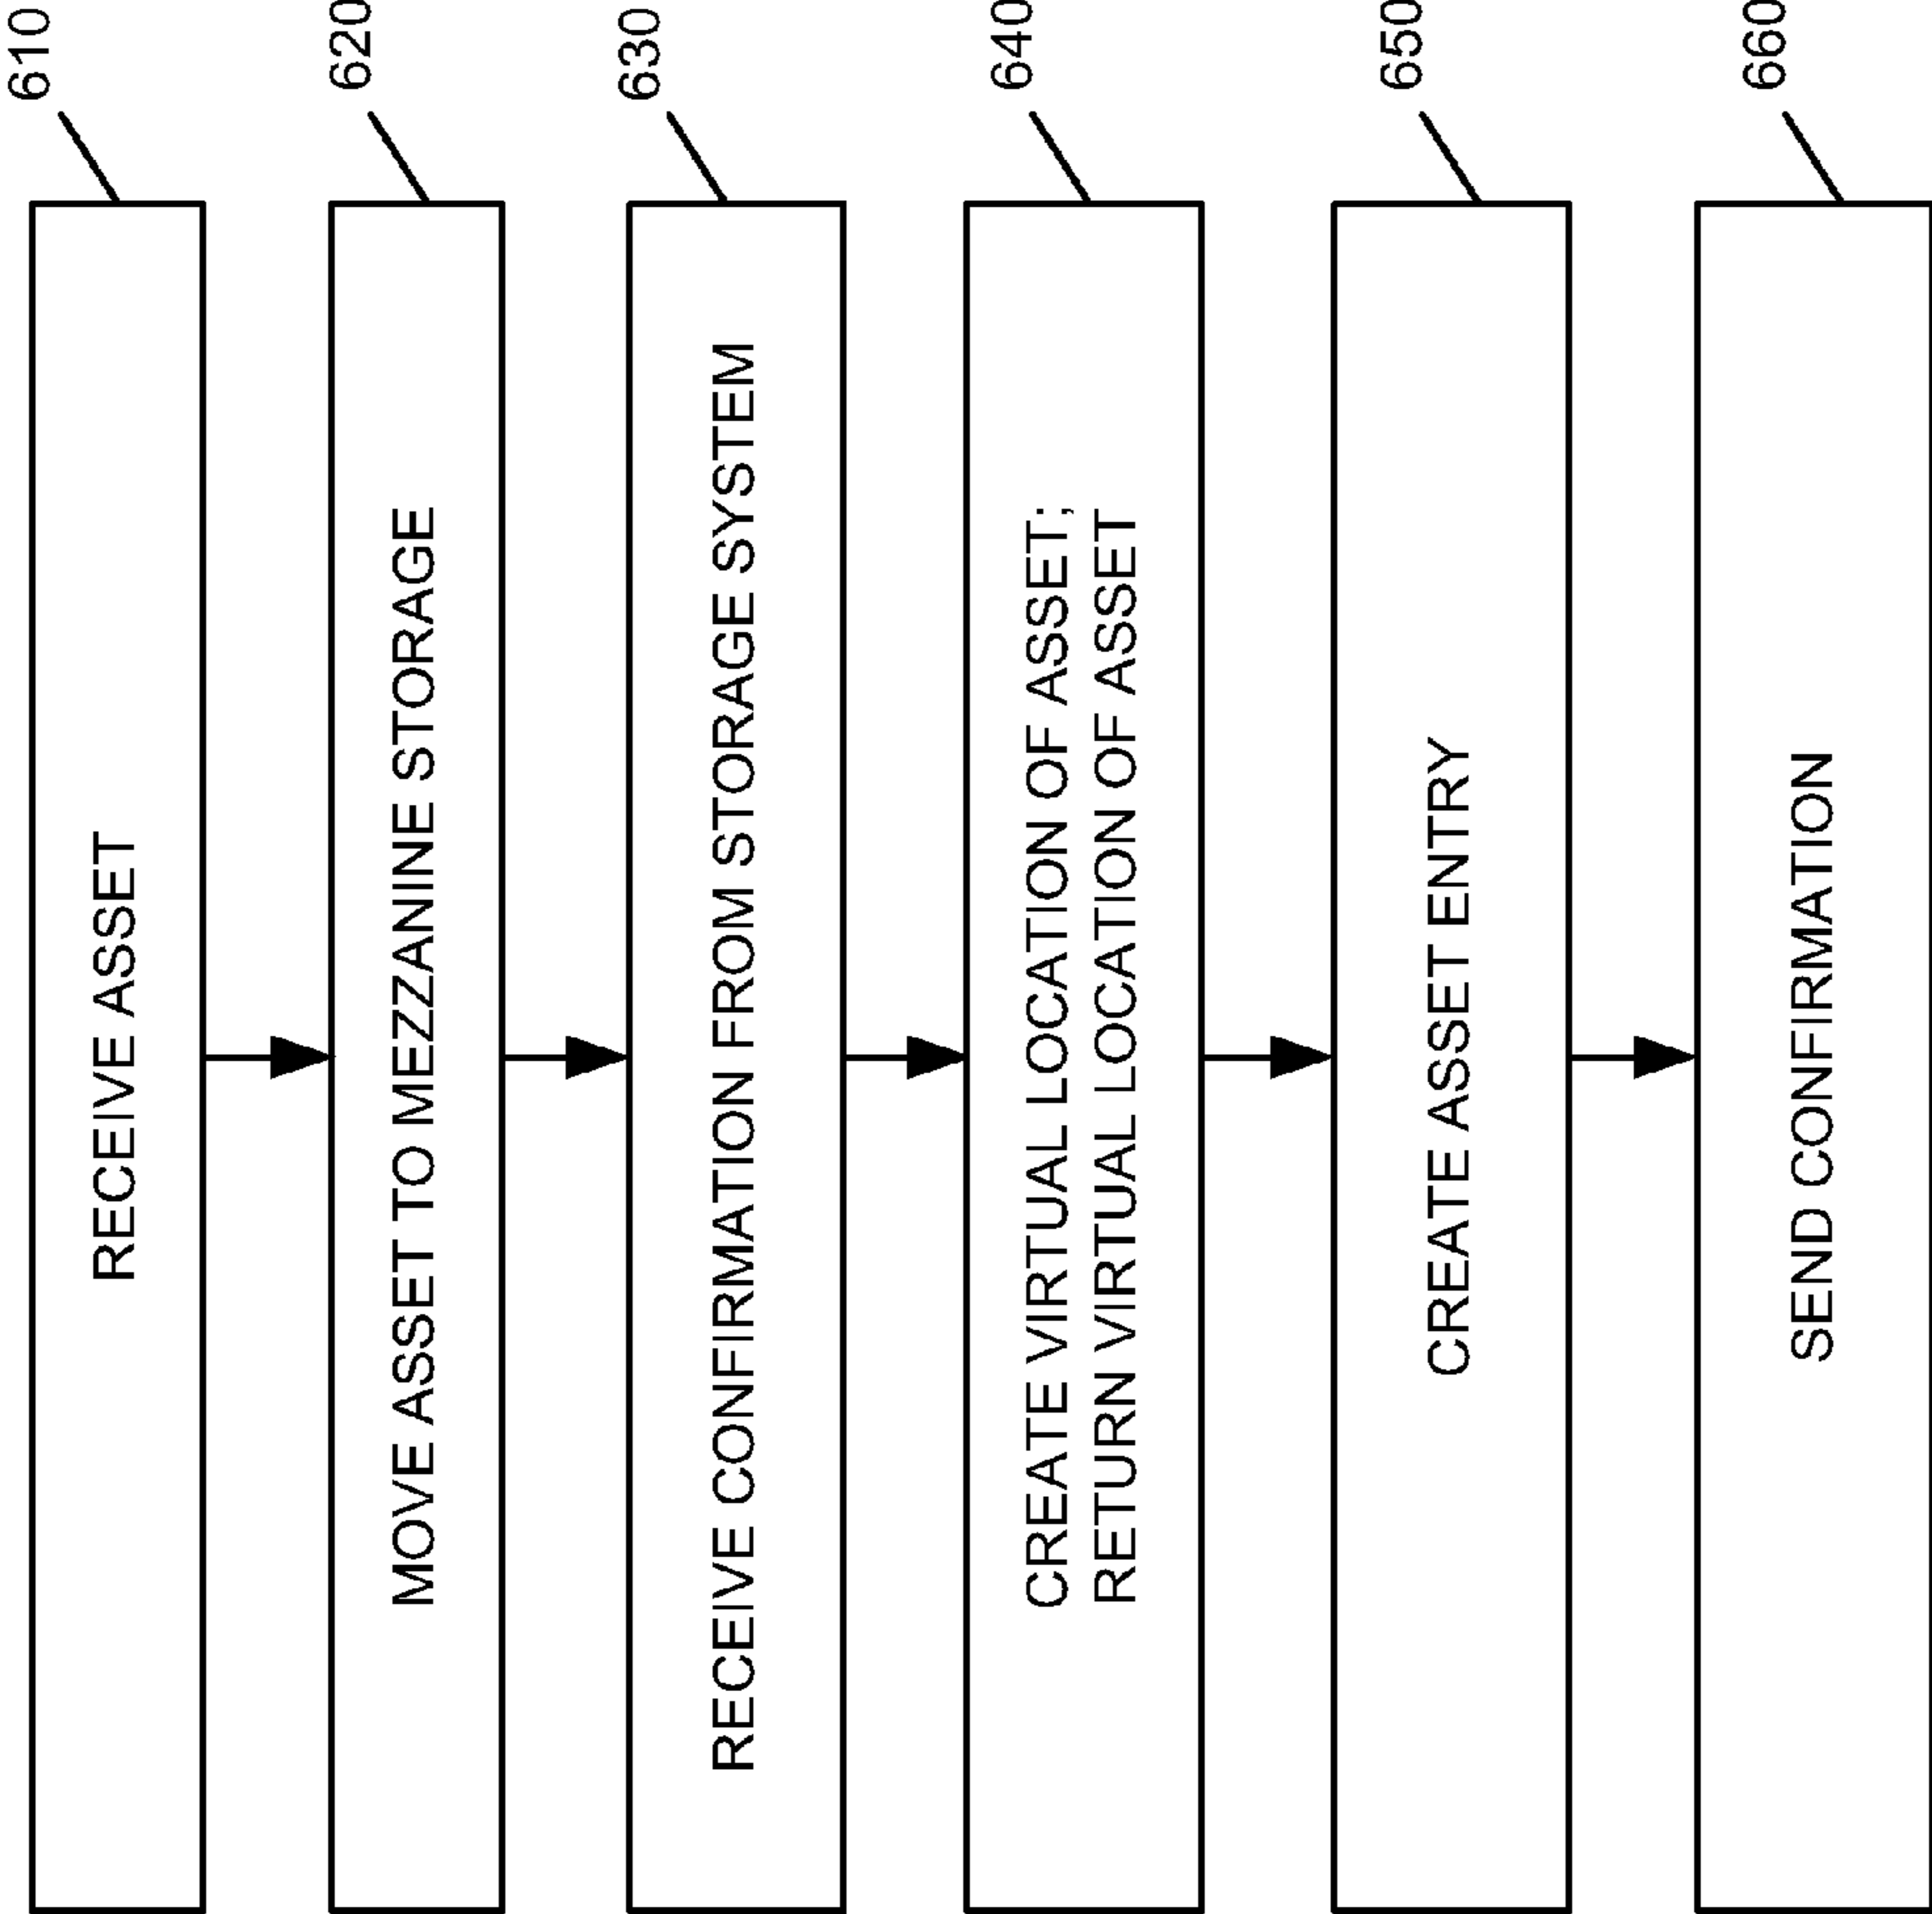 610
RECEIVE ASSET
620
MOVE ASSET TO MEZZANINE STORAGE
630
RECEIVE CONFIRMATION FROM STORAGE SYSTEM
640
CREATE VIRTUAL LOCATION OF ASSET;
RETURN VIRTUAL LOCATION OF ASSET
650
CREATE ASSET ENTRY
660
SEND CONFIRMATION